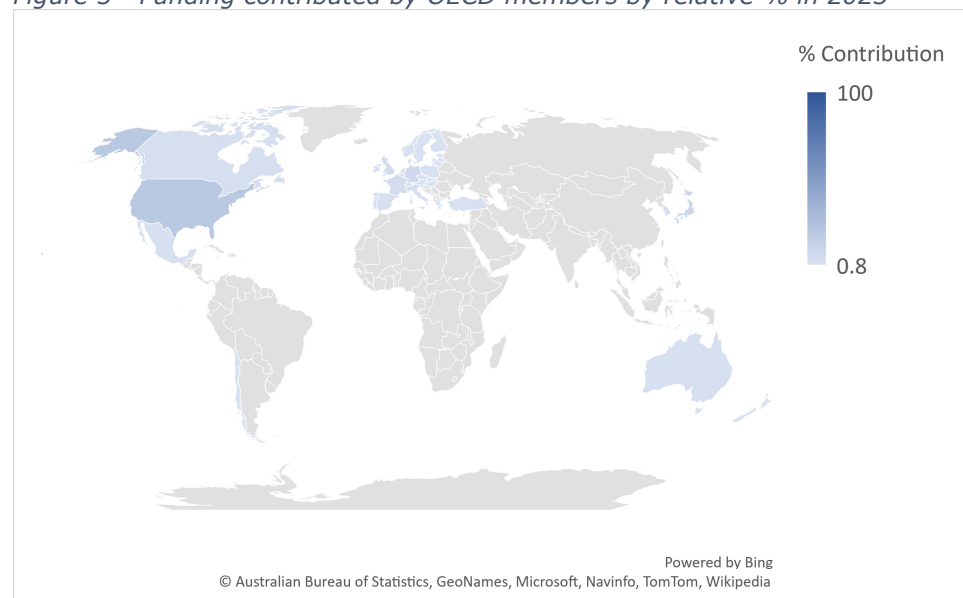 Funding contributed by OECD members by relative % in
% Contribution
100
0.8
Powered by Bing
© Australian Bureau of Statistics, GeoNames, Microsoft, Navinfo, TomTom, Wikipedia